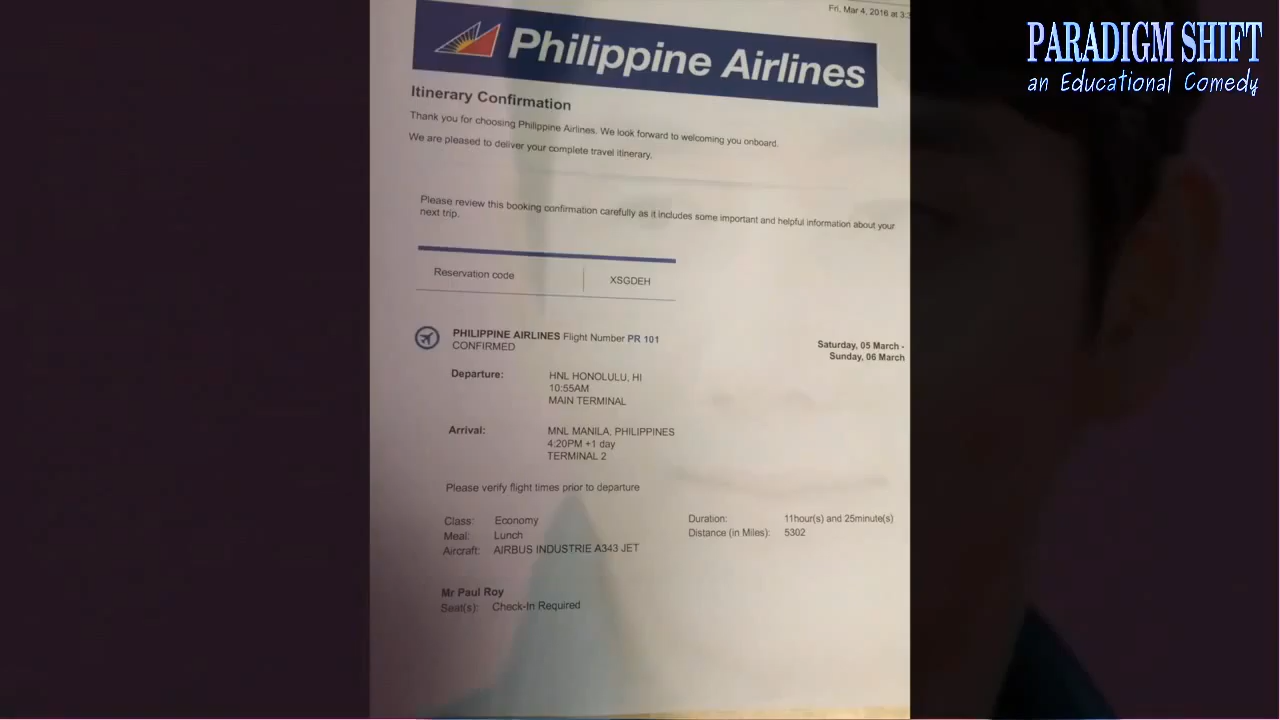 Fri, Mar 4, 2016 at 3:3
PARADIGM SHIFT
an Educational Comedy
Philippine Airlines
Itinerary Confirmation
Thank you for choosing Philippine Airlines. We look forward to welcoming you onboard.
We are pleased to deliver your complete travel itinerary.
Please review this booking confirmation carefully as it includes some important and helpful information about your
next trip.
Reservation code XSGDEH
PHILIPPINE AIRLINES Flight Number PR 101
CONFIRMED
Saturday, 05 March -
Sunday, 06 March
Departure: HNL HONOLULU, HI
10:55AM
MAIN TERMINAL
Arrival: MNL MANILA, PHILIPPINES
4:20PM +1 day
TERMINAL 2
Please verify flight times prior to departure
Class: Economy
Meal: Lunch
Aircraft: AIRBUS INDUSTRIE A343 JET
Duration: 11hour(s) and 25minute(s)
Distance (in Miles): 5302
Mr Paul Roy
Seat(s): Check-In Required